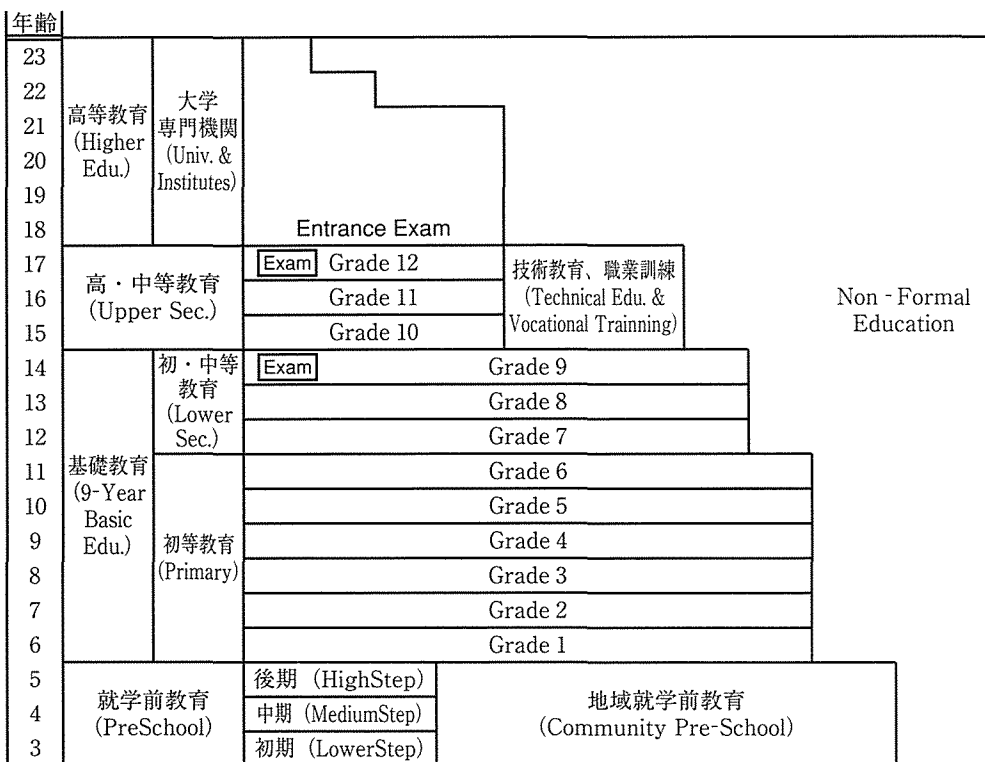 年齢
23
22
21
20
19
18
17
16
15
14
13
12
11
10
9
8
7
6
5
4
3
高等教育
(Higher
Edu.)
大学
専門機関
(Univ. &
Institutes)
Entrance Exam
高・中等教育
(Upper Sec.)
Exam Grade 12
Grade 11
Grade 10
技術教育、職業訓練
(Technical Edu. &
Vocational Trainning)
Non - Formal
Education
基礎教育
(9-Year
Basic
Edu.)
初・中等
教育
(Lower
Sec.)
Exam Grade 9
Grade 8
Grade 7
初等教育
(Primary)
Grade 6
Grade 5
Grade 4
Grade 3
Grade 2
Grade 1
就学前教育
(PreSchool)
後期 (HighStep)
中期 (MediumStep)
初期 (LowerStep)
地域就学前教育
(Community Pre-School)